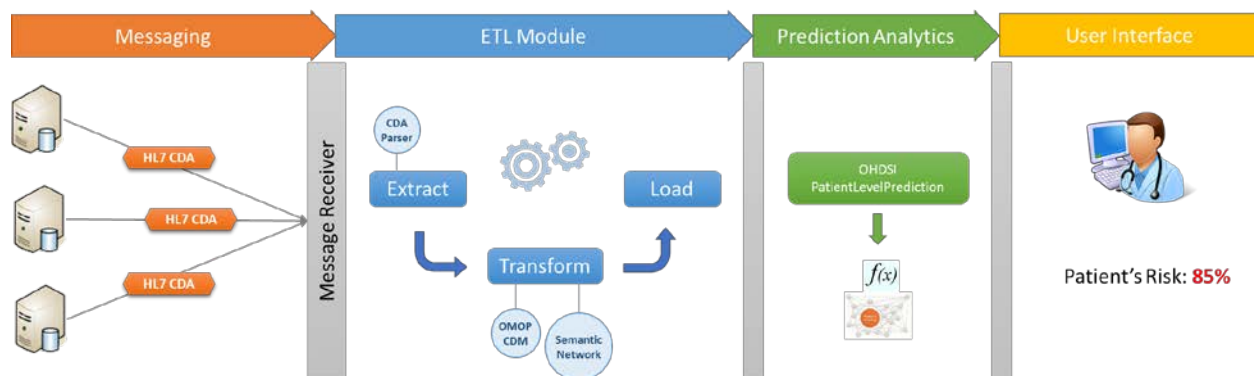 Messaging
ETL Module
Prediction Analytics
User Interface
HL7 CDA
HL7 CDA
HL7 CDA
Message Receiver
CDA
Parser
Extract
Load
Transform
OMOP
CDM
Semantic
Network
OHDSI
PatientLevelPrediction
f(x)
Patient's Risk: 85%